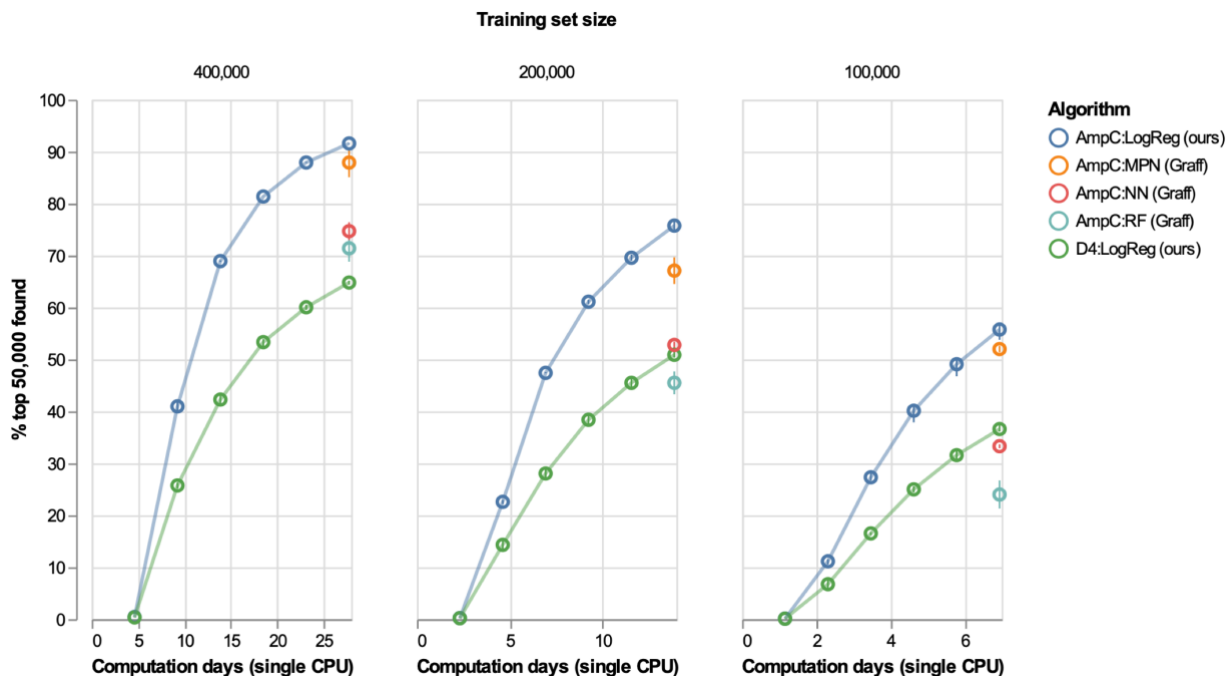 Training set size
400,000
200,000
100,000
100
90
80
70
60
50
40
30
20
10
0
% top 50,000 found
0 5 10 15 20 25
0 5 10
0 2 4 6
Computation days (single CPU)
Computation days (single CPU)
Computation days (single CPU)
Algorithm
AmpC:LogReg (ours)
AmpC:MPN (Graff)
AmpC:NN (Graff)
AmpC:RF (Graff)
D4:LogReg (ours)